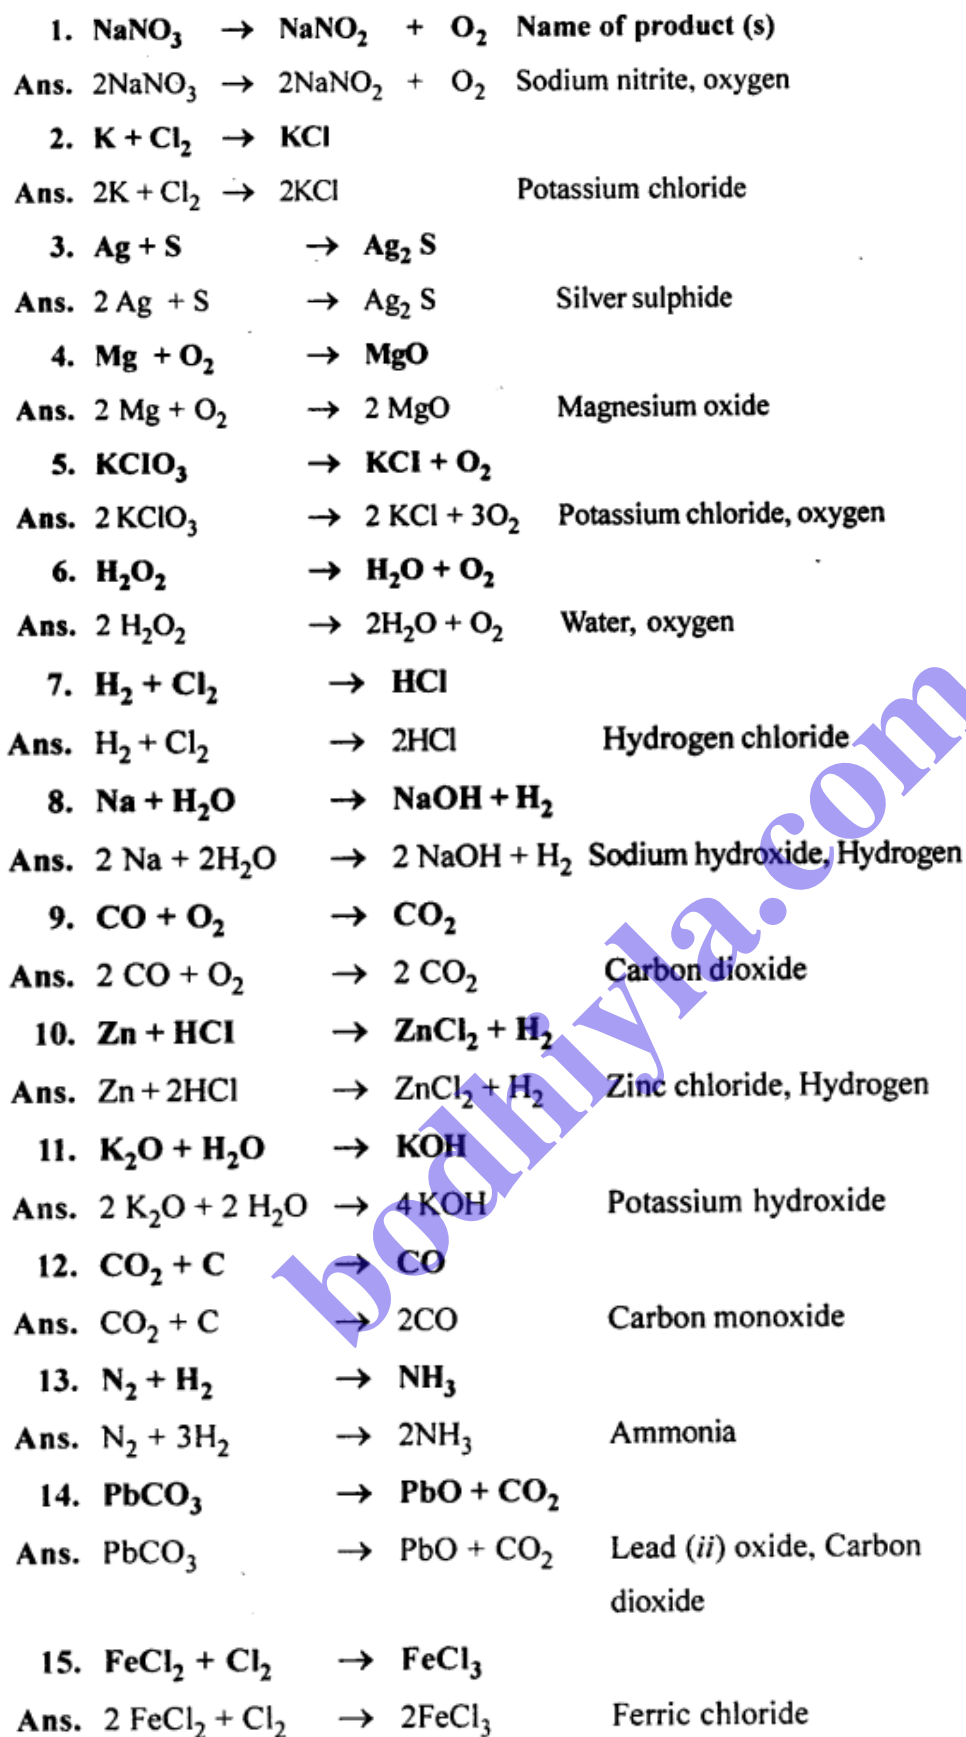 1. NaNO₃ → NaNO₂ + O₂ Name of product (s)
Ans. 2NaNO₃ → 2NaNO₂ + O₂ Sodium nitrite, oxygen
2. K + Cl₂ → KCl
Ans. 2K + Cl₂ → 2KCl Potassium chloride
3. Ag + S → Ag₂ S
Ans. 2 Ag + S → Ag₂ S Silver sulphide
4. Mg + O₂ → MgO
Ans. 2 Mg + O₂ → 2 MgO Magnesium oxide
5. KClO₃ → KCl + O₂
Ans. 2 KClO₃ → 2 KCl + 3O₂ Potassium chloride, oxygen
6. H₂O₂ → H₂O + O₂
Ans. 2 H₂O₂ → 2H₂O + O₂ Water, oxygen
7. H₂ + Cl₂ → HCl
Ans. H₂ + Cl₂ → 2HCl Hydrogen chloride
8. Na + H₂O → NaOH + H₂
Ans. 2 Na + 2H₂O → 2 NaOH + H₂ Sodium hydroxide, Hydrogen
9. CO + O₂ → CO₂
Ans. 2 CO + O₂ → 2 CO₂ Carbon dioxide
10. Zn + HCl → ZnCl₂ + H₂
Ans. Zn + 2HCl → ZnCl₂ + H₂ Zinc chloride, Hydrogen
11. K₂O + H₂O → KOH
Ans. 2 K₂O + 2 H₂O → 4 KOH Potassium hydroxide
12. CO₂ + C → CO
Ans. CO₂ + C → 2CO Carbon monoxide
13. N₂ + H₂ → NH₃
Ans. N₂ + 3H₂ → 2NH₃ Ammonia
14. PbCO₃ → PbO + CO₂
Ans. PbCO₃ → PbO + CO₂ Lead (ii) oxide, Carbon
dioxide
15. FeCl₂ + Cl₂ → FeCl₃
Ans. 2 FeCl₂ + Cl₂ → 2FeCl₃ Ferric chloride
bodhiyla.com